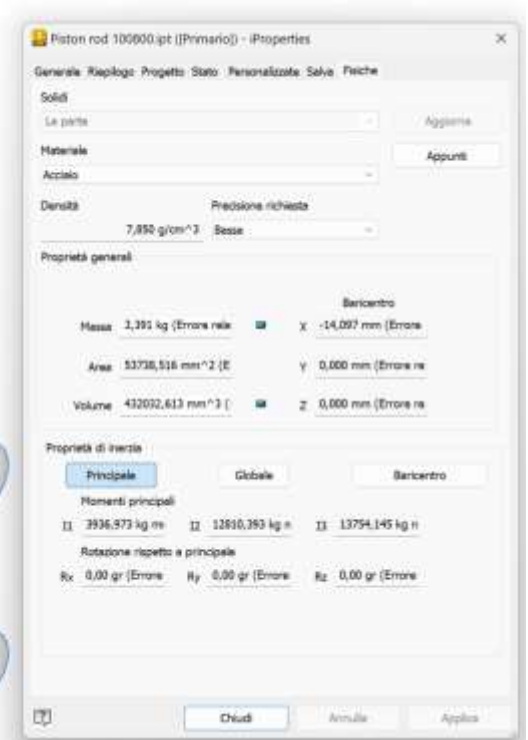 Piston rod 100800.ipt ([Primario]) - iProperties
Generale Riepilogo Progetto Stato Personalizzate Salva Fisiche
Solidi
La parte
Aggiorna
Materiale
Appunti
Acciaio
Densità Precisione richiesta
7,850 g/cm^3 Bassa
Proprietà generali
Baricentro
Massa 3,391 kg (Errore rela X -14,097 mm (Errore
Area 53738,516 mm^2 (E Y 0,000 mm (Errore re
Volume 432032,613 mm^3 ( Z 0,000 mm (Errore re
Proprietà di inerzia
Principale Globale Baricentro
Momenti principali
I1 3936,973 kg m I2 12810,393 kg n I3 13754,145 kg n
Rotazione rispetto a principale
Rx 0,00 gr (Errore Ry 0,00 gr (Errore Rz 0,00 gr (Errore
Chiudi Annulla Applica